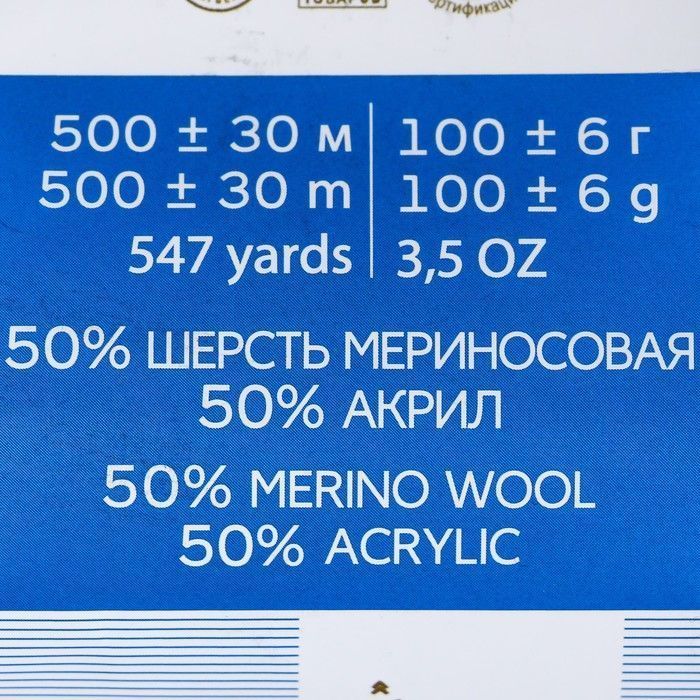 ТОВАРОВ
500 ± 30 м
500 ± 30 m
547 yards
100 ± 6 г
100 ± 6 g
3,5 OZ
50% ШЕРСТЬ МЕРИНОСОВАЯ
50% АКРИЛ
50% MERINO WOOL
50% ACRYLIC